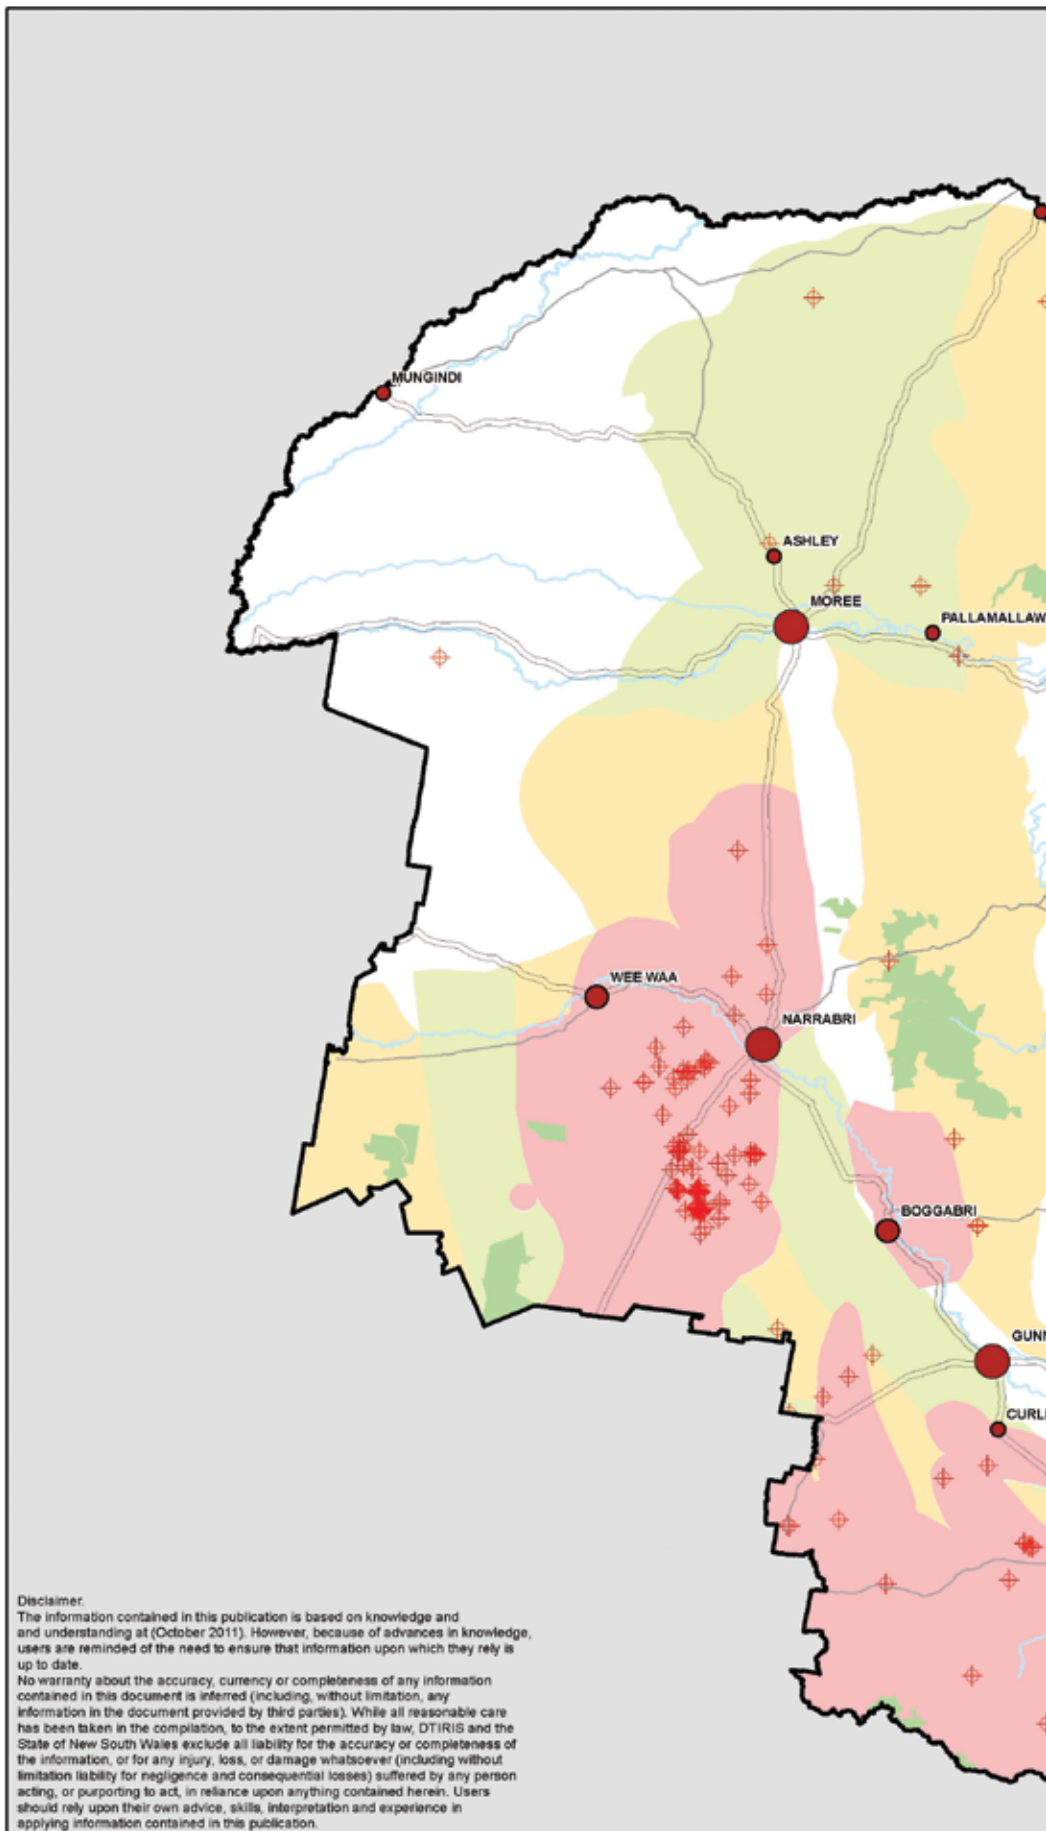 MUNGINDI
ASHLEY
MOREE
PALLAMALLAW
WEE WAA
NARRABRI
BOGGABRI
GUNN
CURL
Disclaimer.
The information contained in this publication is based on knowledge and
and understanding at (October 2011). However, because of advances in knowledge,
users are reminded of the need to ensure that information upon which they rely is
up to date.
No warranty about the accuracy, currency or completeness of any information
contained in this document is inferred (including, without limitation, any
information in the document provided by third parties). While all reasonable care
has been taken in the compilation, to the extent permitted by law, DTIRIS and the
State of New South Wales exclude all liability for the accuracy or completeness of
the information, or for any injury, loss, or damage whatsoever (including without
limitation liability for negligence and consequential losses) suffered by any person
acting, or purporting to act, in reliance upon anything contained herein. Users
should rely upon their own advice, skills, interpretation and experience in
applying information contained in this publication.